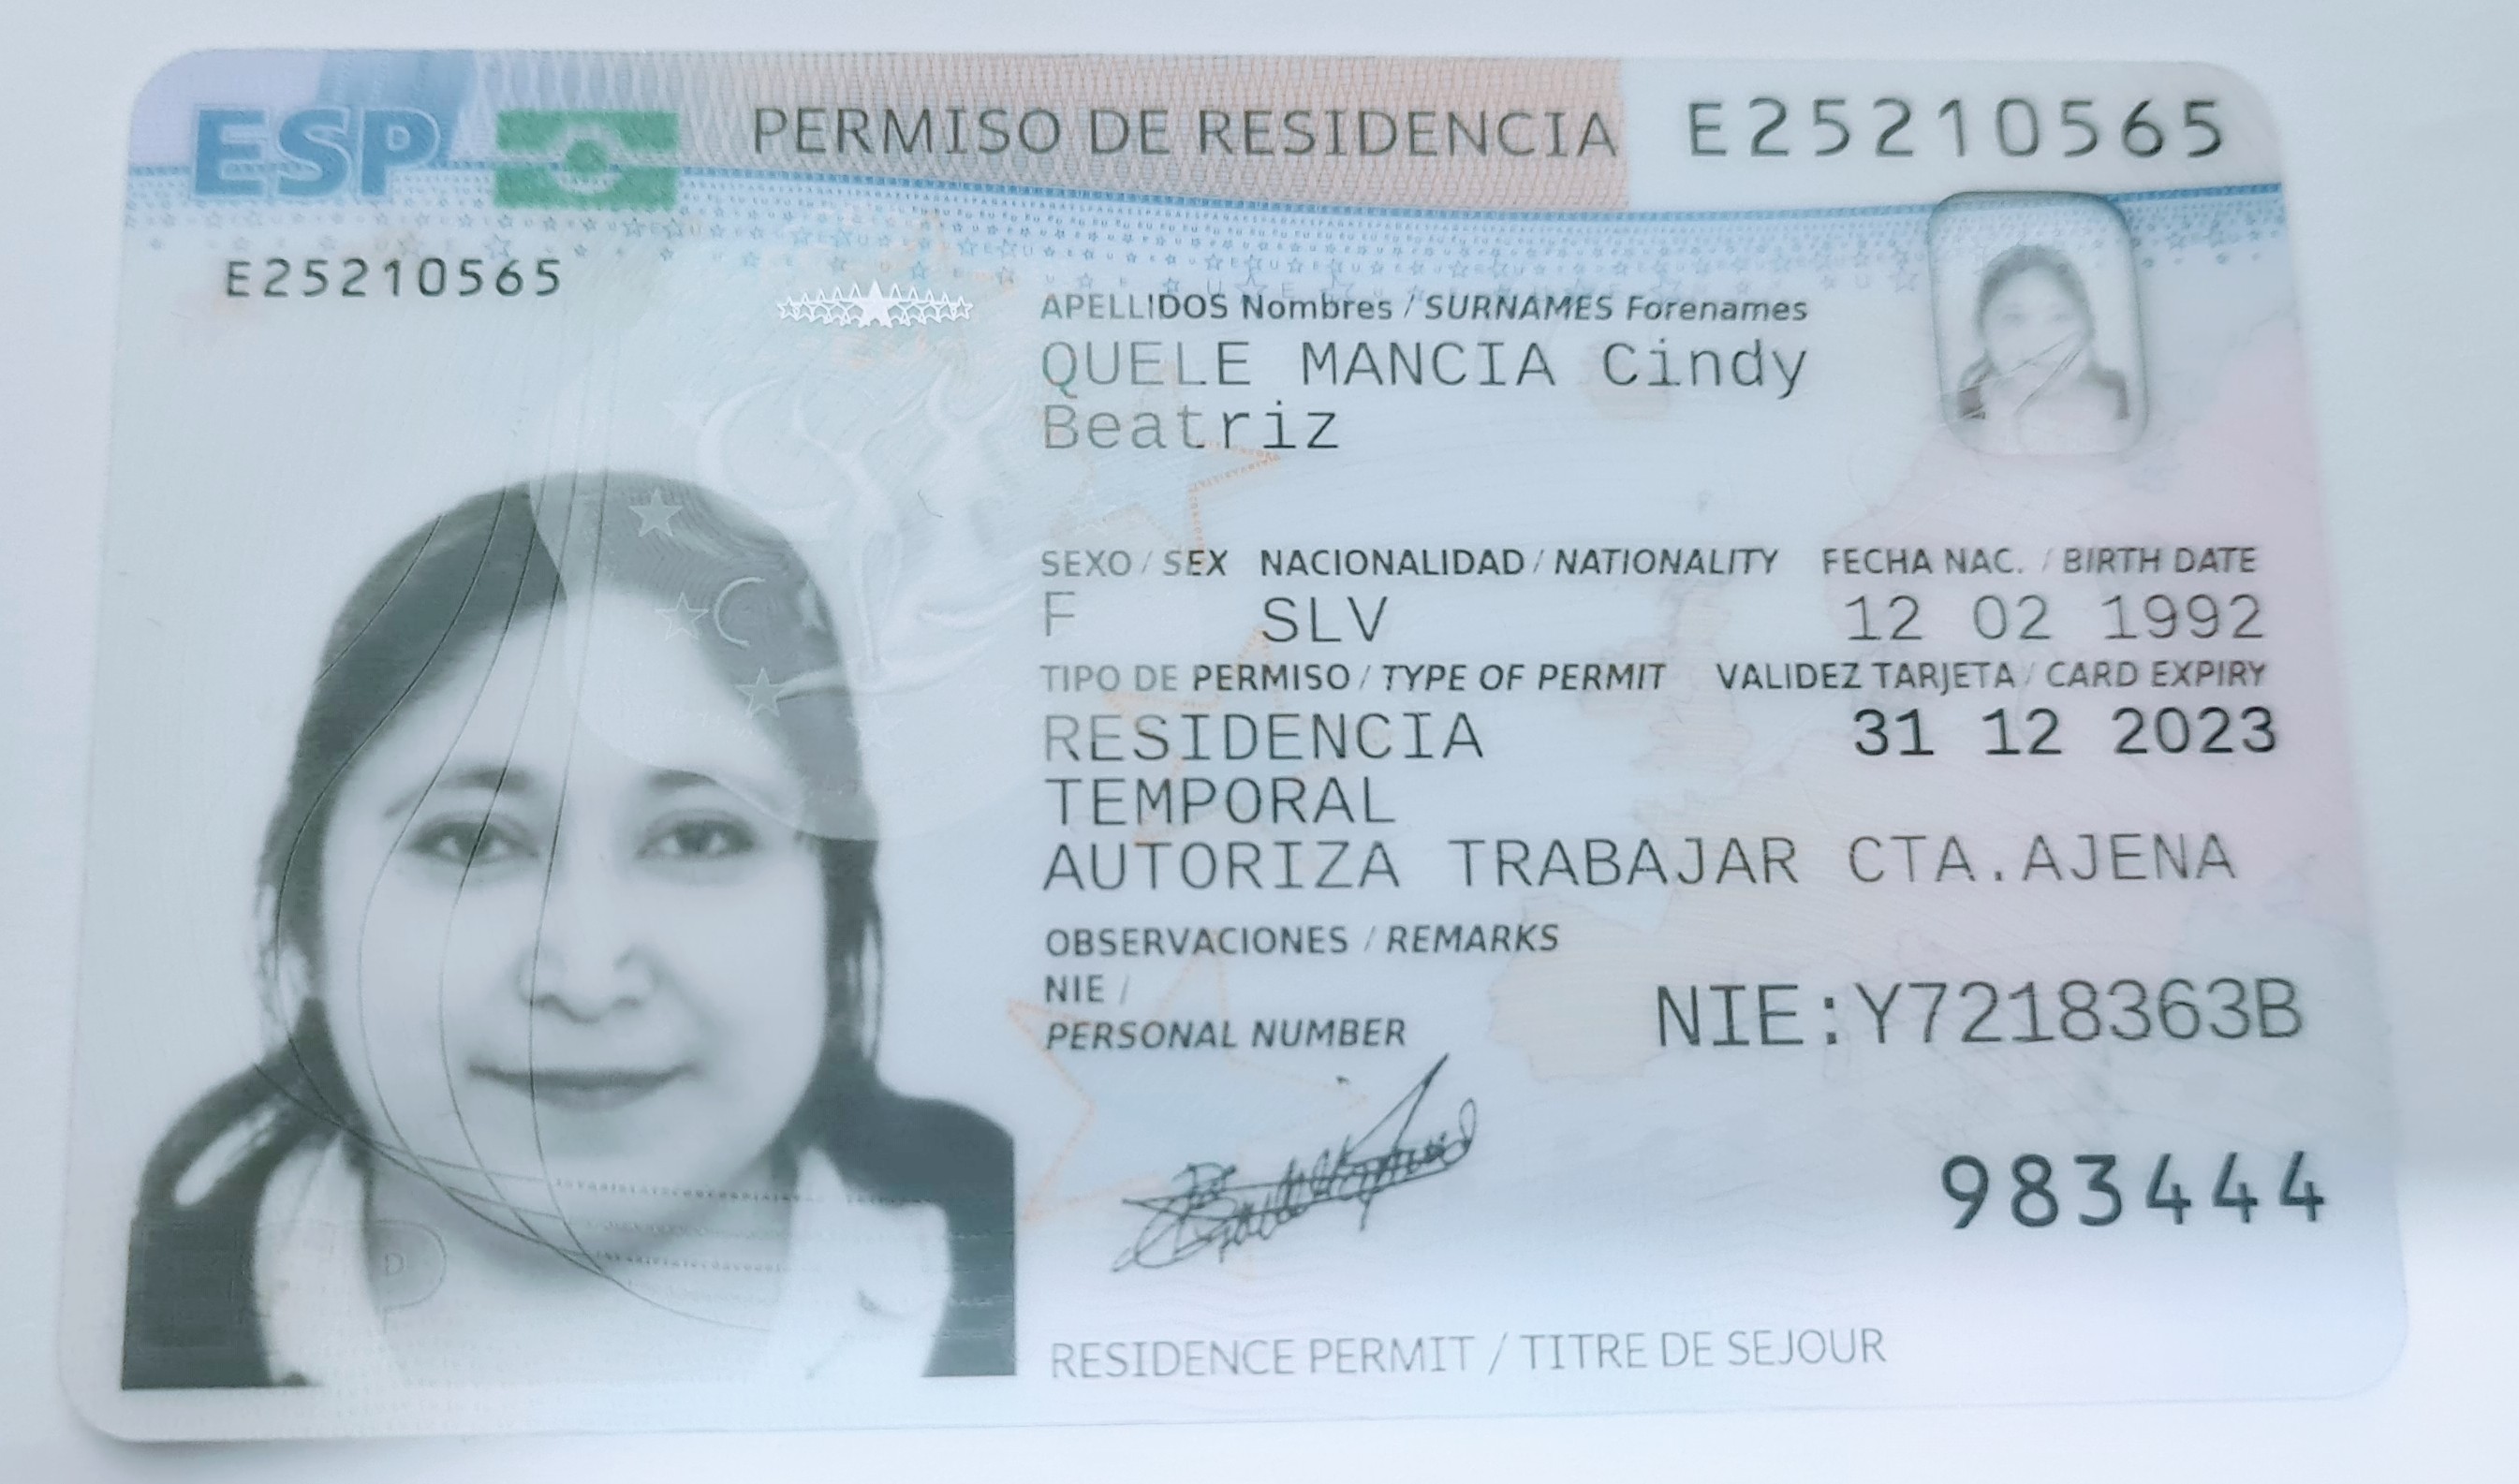 ESP PERMISO DE RESIDENCIA E25210565
E25210565
APELLIDOS Nombres / SURNAMES Forenames
QUELE MANCIA Cindy
Beatriz
SEXO / SEX NACIONALIDAD / NATIONALITY FECHA NAC. / BIRTH DATE
F SLV 12 02 1992
TIPO DE PERMISO / TYPE OF PERMIT VALIDEZ TARJETA / CARD EXPIRY
RESIDENCIA 31 12 2023
TEMPORAL
AUTORIZA TRABAJAR CTA.AJENA
OBSERVACIONES / REMARKS
NIE /
PERSONAL NUMBER NIE:Y7218363B
983444
RESIDENCE PERMIT / TITRE DE SEJOUR